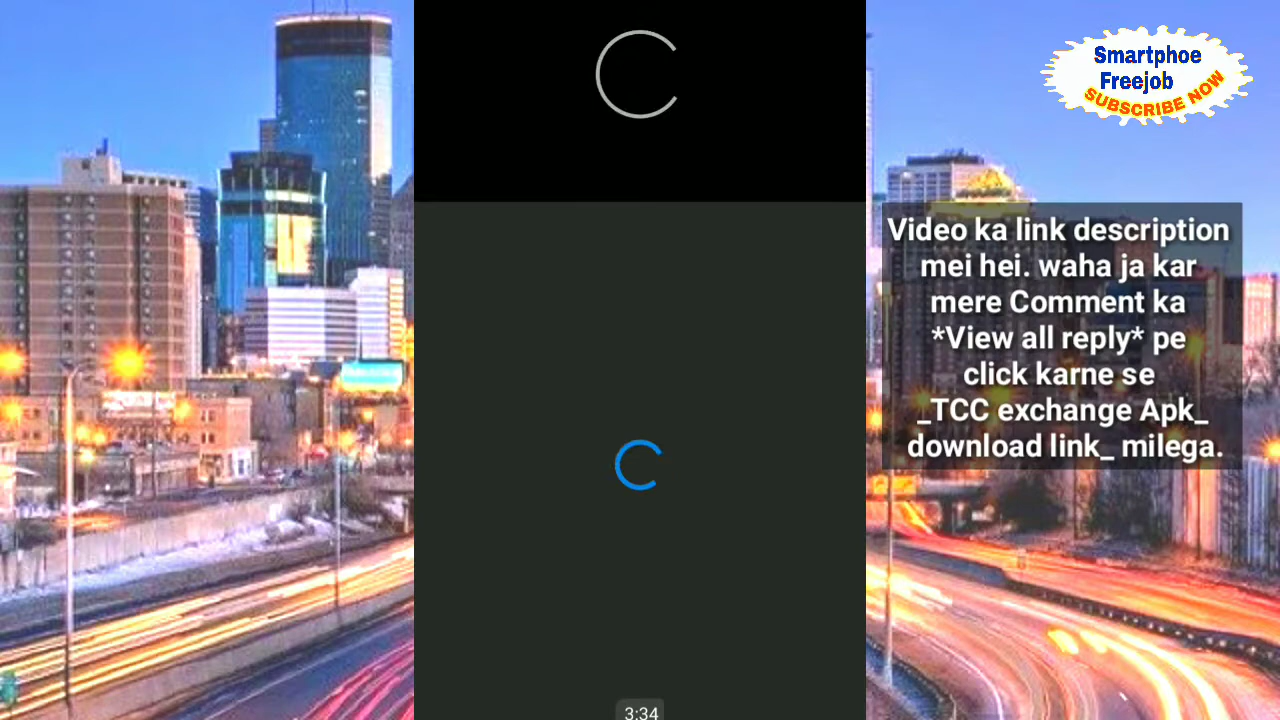 Smartphoe
Freejob
SUBSCRIBE NOW
Video ka link description
mei hei. waha ja kar
mere Comment ka
*View all reply* pe
click karne se
_TCC exchange Apk_
download link_ milega.
3:34